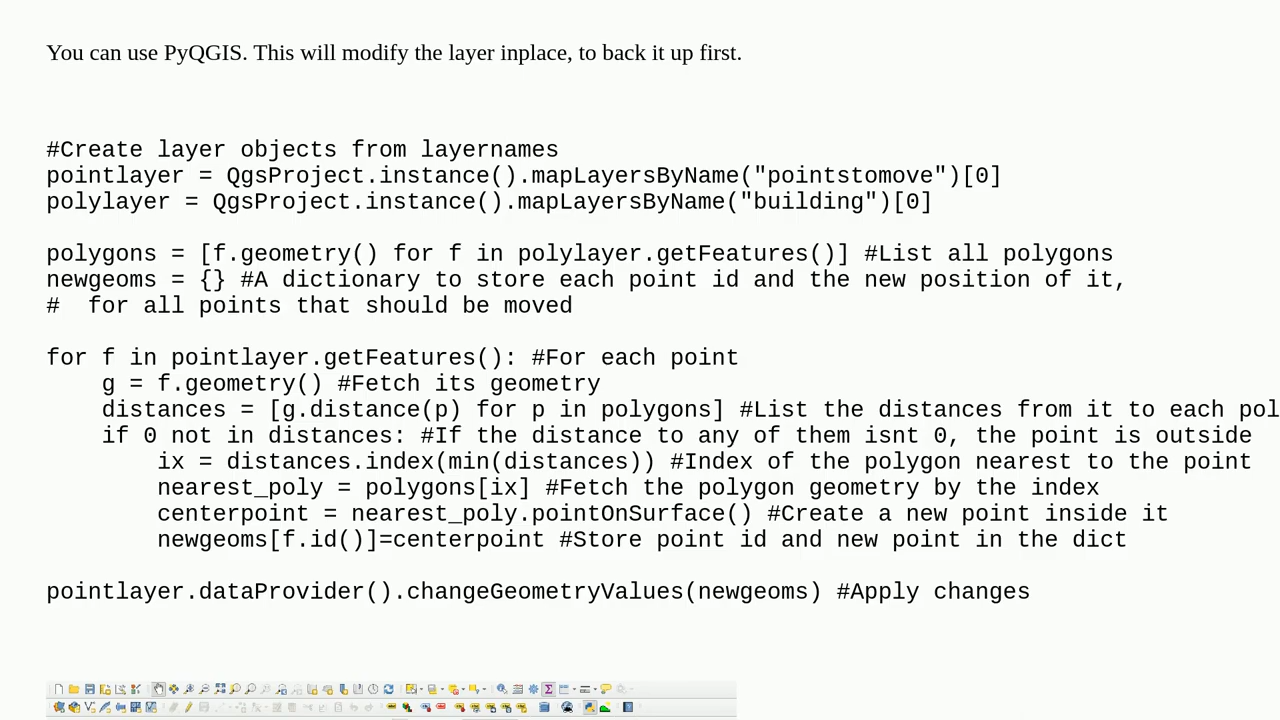 You can use PyQGIS. This will modify the layer inplace, to back it up first.
#Create layer objects from layernames
pointlayer = QgsProject.instance().mapLayersByName("pointstomove")[0]
polylayer = QgsProject.instance().mapLayersByName("building")[0]
polygons = [f.geometry() for f in polylayer.getFeatures()] #List all polygons
newgeoms = {} #A dictionary to store each point id and the new position of it,
#  for all points that should be moved
for f in pointlayer.getFeatures(): #For each point
    g = f.geometry() #Fetch its geometry
    distances = [g.distance(p) for p in polygons] #List the distances from it to each pol
    if 0 not in distances: #If the distance to any of them isnt 0, the point is outside
        ix = distances.index(min(distances)) #Index of the polygon nearest to the point
        nearest_poly = polygons[ix] #Fetch the polygon geometry by the index
        centerpoint = nearest_poly.pointOnSurface() #Create a new point inside it
        newgeoms[f.id()]=centerpoint #Store point id and new point in the dict
pointlayer.dataProvider().changeGeometryValues(newgeoms) #Apply changes